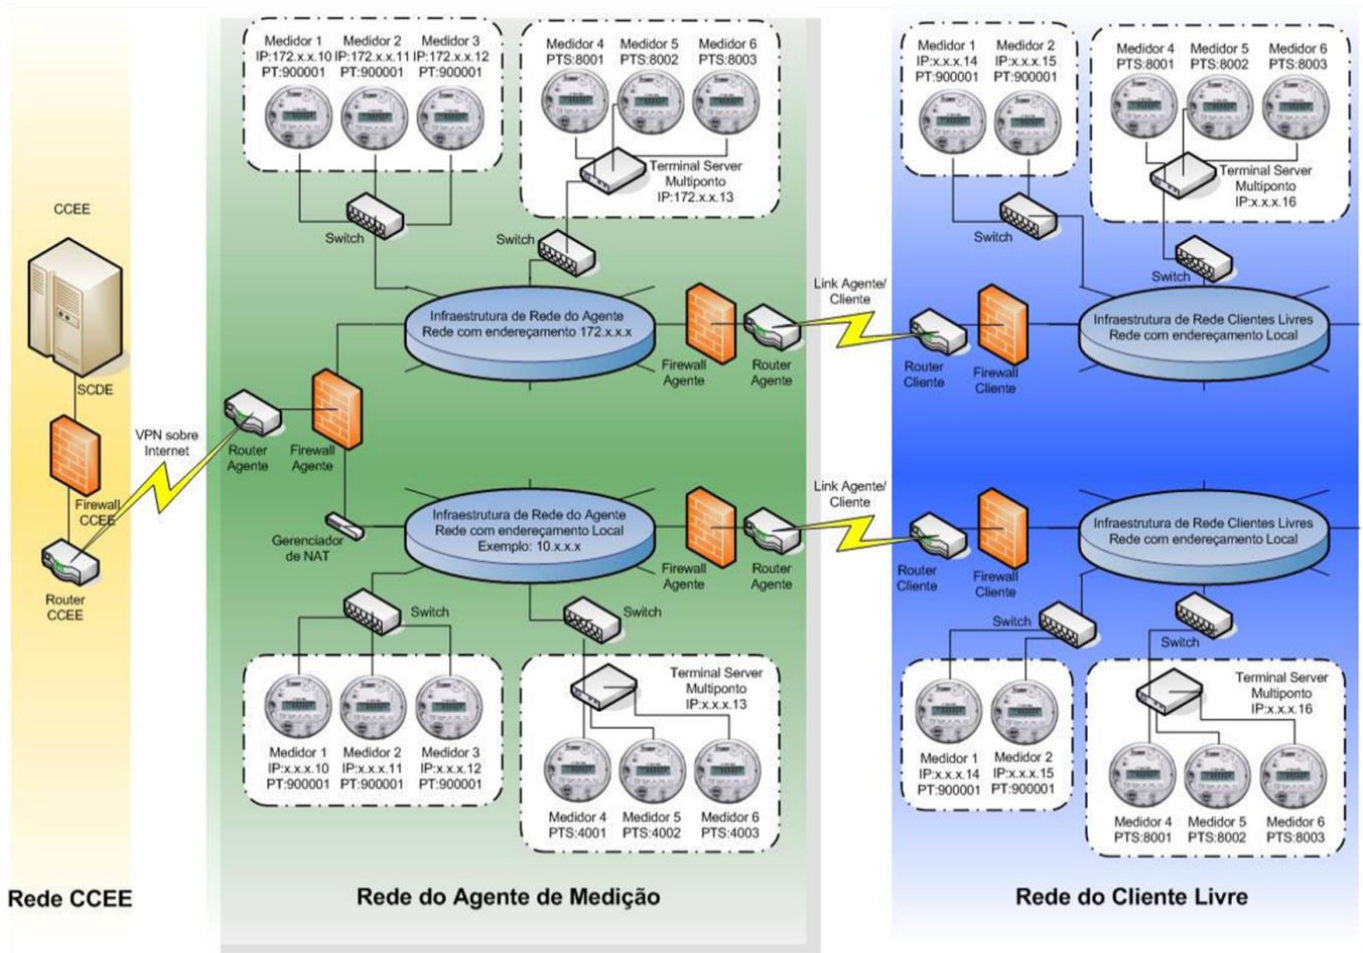 Medidor 1
IP:172.x.x.10
PT:900001
Medidor 2
IP:172.x.x.11
PT:900001
Medidor 3
IP:172.x.x.12
PT:900001
Medidor 4
PTS:8001
Medidor 5
PTS:8002
Medidor 6
PTS:8003
Terminal Server
Multiponto
IP:172.x.x.13
Switch
Switch
Medidor 1
IP:x.x.x.14
PT:900001
Medidor 2
IP:x.x.x.15
PT:900001
Medidor 4
PTS:8001
Medidor 5
PTS:8002
Medidor 6
PTS:8003
Terminal Server
Multiponto
IP:x.x.x.16
Switch
Switch
CCEE
SCDE
Firewall
CCEE
Router
CCEE
VPN sobre
Internet
Router
Agente
Firewall
Agente
Gerenciador
de NAT
Infraestrutura de Rede do Agente
Rede com endereçamento 172.x.x.x
Firewall
Agente
Router
Agente
Link Agente/
Cliente
Router
Cliente
Firewall
Cliente
Infraestrutura de Rede Clientes Livres
Rede com endereçamento Local
Infraestrutura de Rede do Agente
Rede com endereçamento Local
Exemplo: 10.x.x.x
Firewall
Agente
Router
Agente
Link Agente/
Cliente
Router
Cliente
Firewall
Cliente
Infraestrutura de Rede Clientes Livres
Rede com endereçamento Local
Switch
Switch
Medidor 1
IP:x.x.x.10
PT:900001
Medidor 2
IP:x.x.x.11
PT:900001
Medidor 3
IP:x.x.x.12
PT:900001
Terminal Server
Multiponto
IP:x.x.x.13
Medidor 4
PTS:4001
Medidor 5
PTS:4002
Medidor 6
PTS:4003
Switch
Switch
Medidor 1
IP:x.x.x.14
PT:900001
Medidor 2
IP:x.x.x.15
PT:900001
Terminal Server
Multiponto
IP:x.x.x.16
Medidor 4
PTS:8001
Medidor 5
PTS:8002
Medidor 6
PTS:8003
Rede CCEE
Rede do Agente de Medição
Rede do Cliente Livre